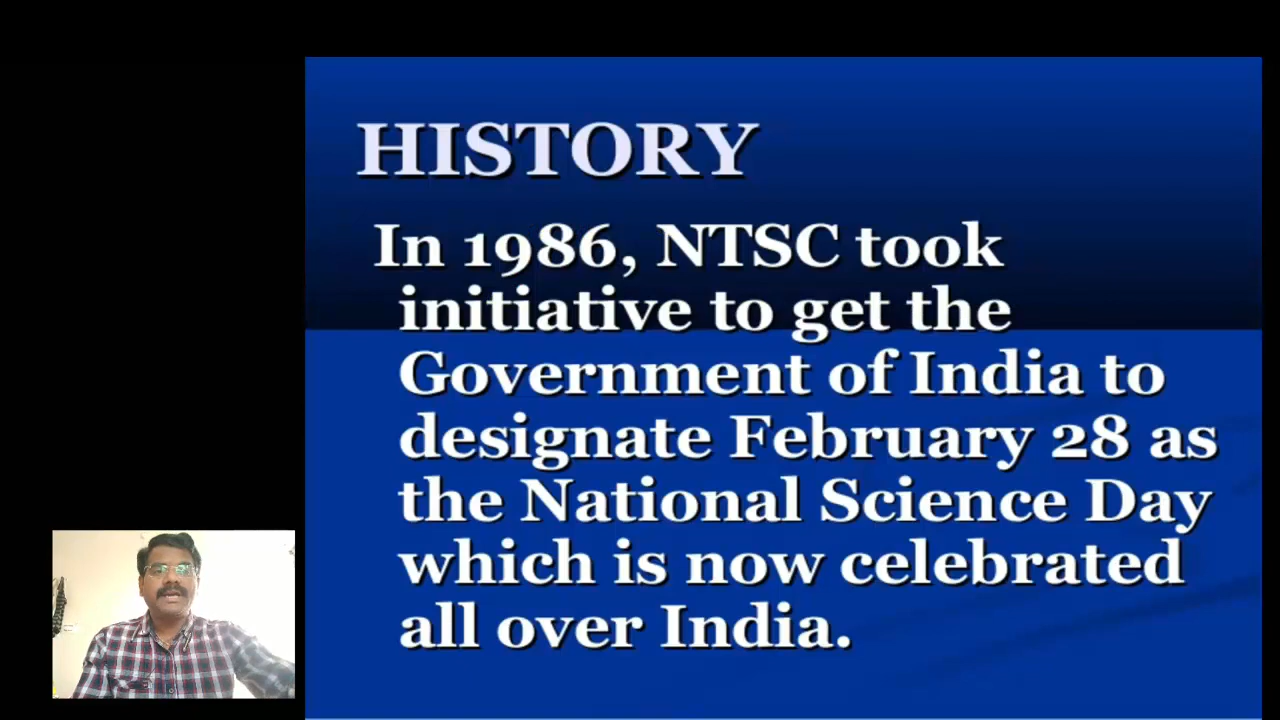 HISTORY
In 1986, NTSC took
initiative to get the
Government of India to
designate February 28 as
the National Science Day
which is now celebrated
all over India.